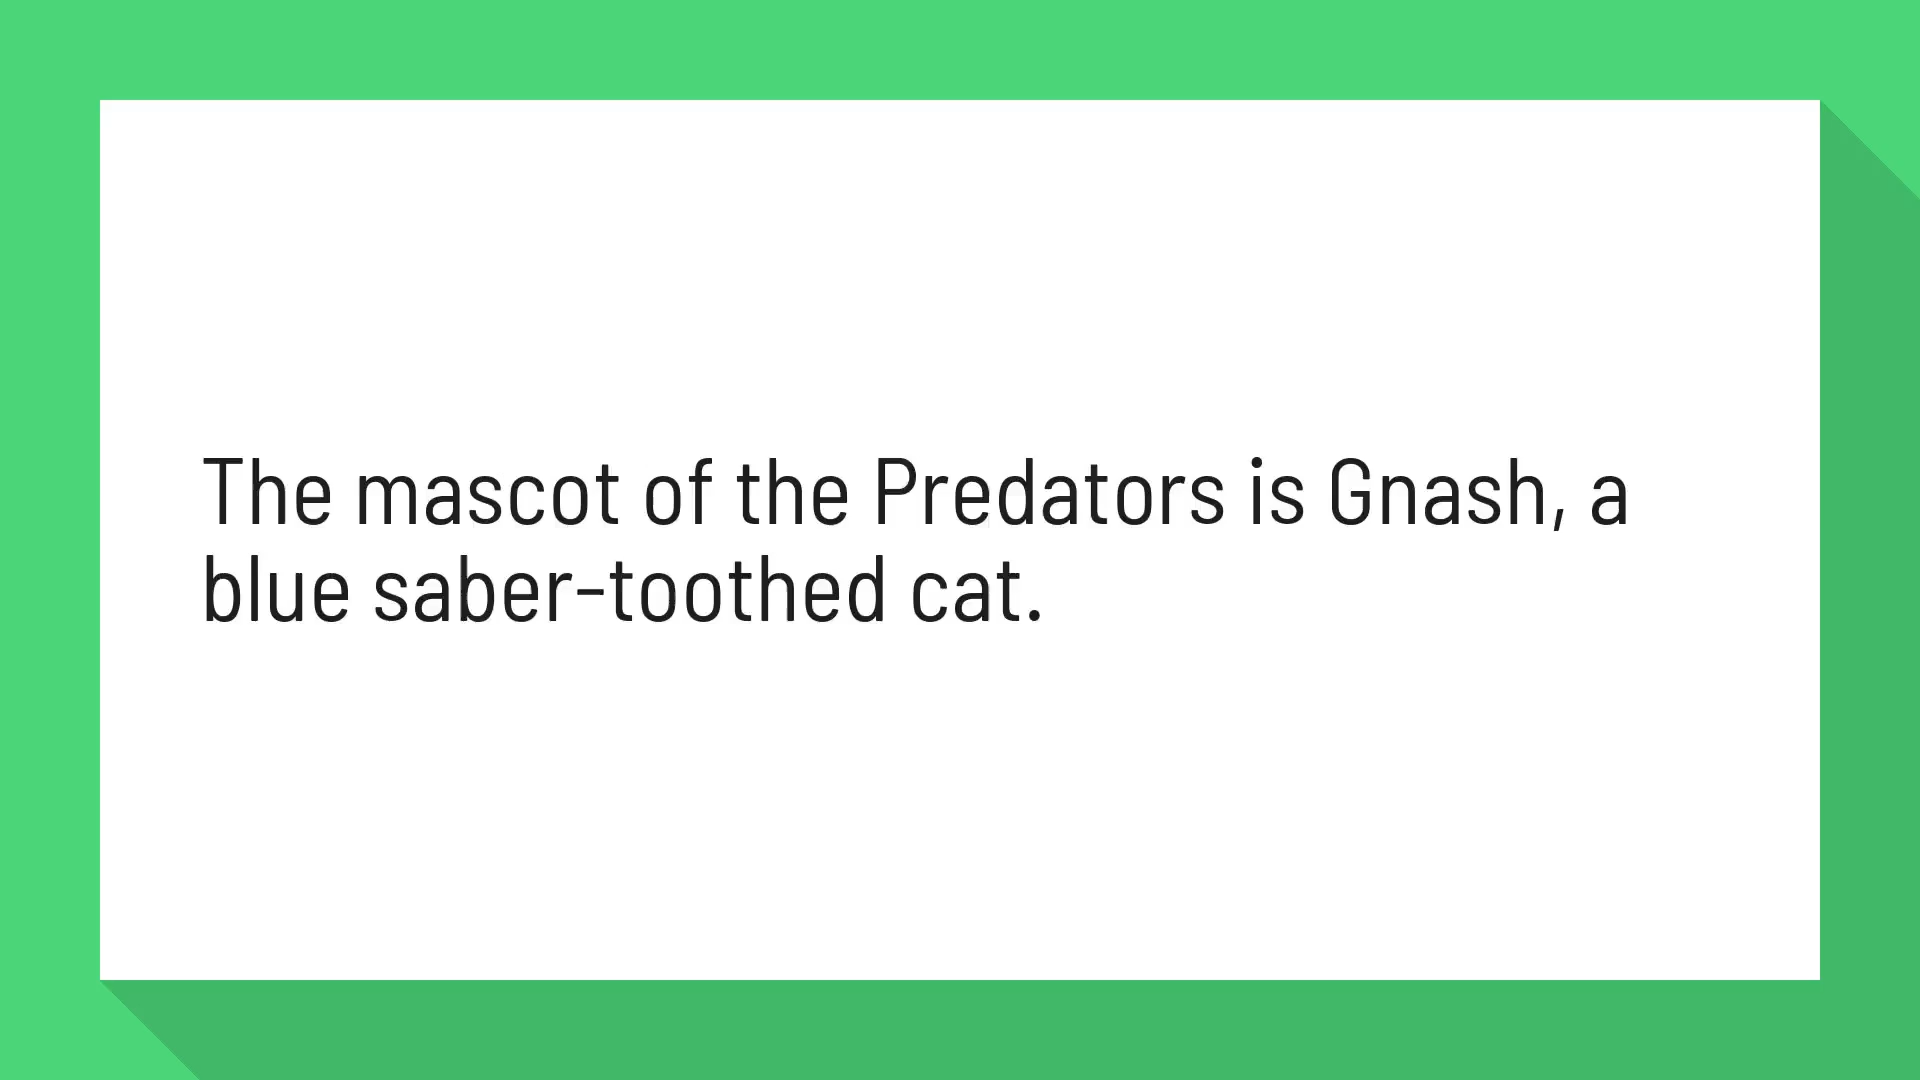 The mascot of the Predators is Gnash, a
blue saber-toothed cat.